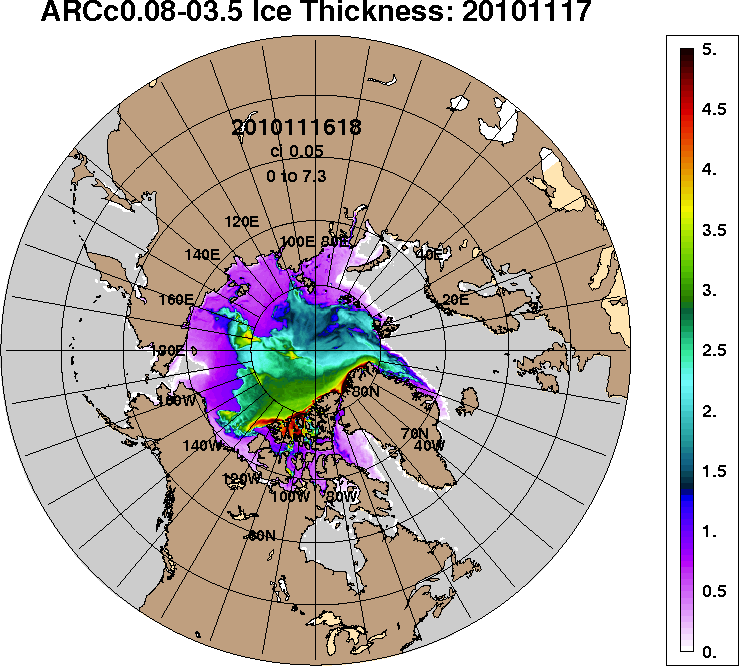 ARCc0.08-03.5 Ice Thickness: 20101117
5.
4.5
4.
3.5
3.
2.5
2.
1.5
1.
0.5
0.
2010111618
ci 0.05
0 to 7.3
120E
100E 80E
140E
40E
160E
20E
180E
160W
80N
140W
70N
40W
120W
100W 80W
60N